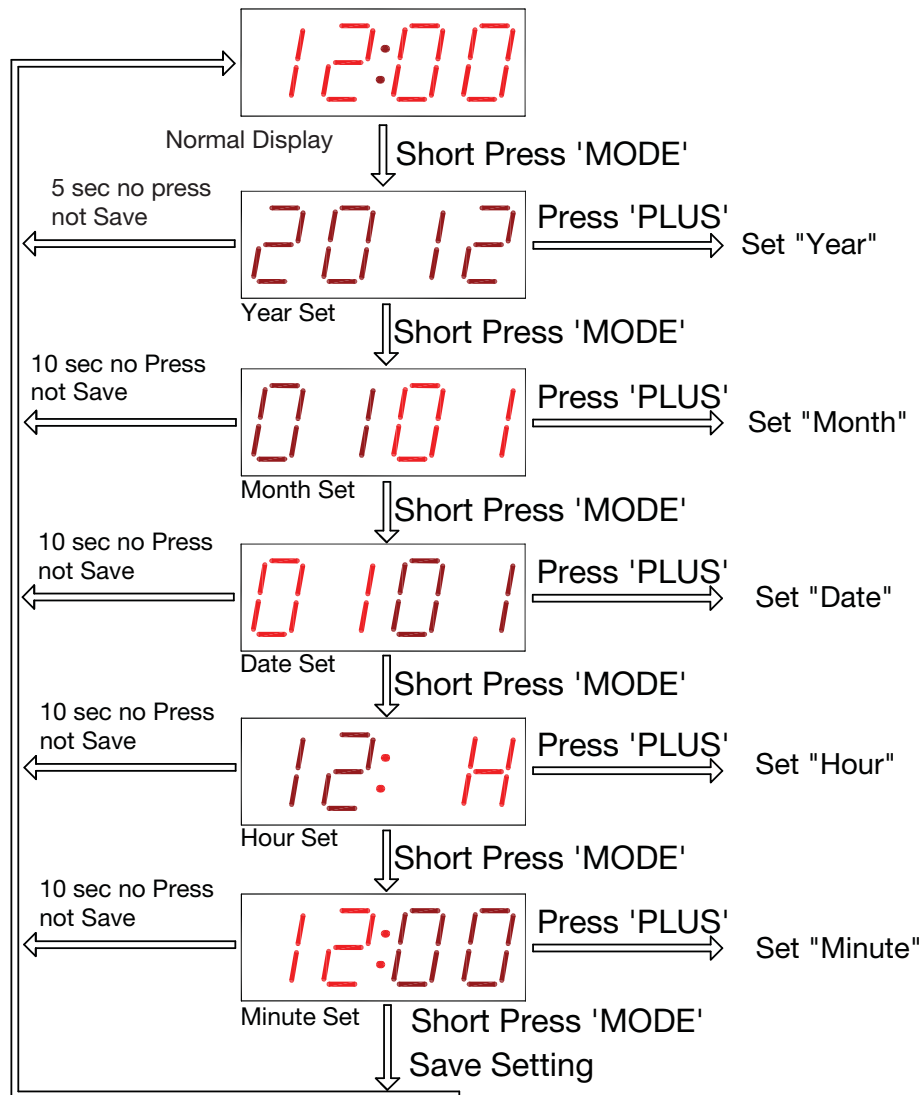 12:00
Normal Display
Short Press 'MODE'
5 sec no press
not Save
2012
Press 'PLUS'
Set "Year"
Year Set
Short Press 'MODE'
10 sec no Press
not Save
0101
Press 'PLUS'
Set "Month"
Month Set
Short Press 'MODE'
10 sec no Press
not Save
0101
Press 'PLUS'
Set "Date"
Date Set
Short Press 'MODE'
10 sec no Press
not Save
12: H
Press 'PLUS'
Set "Hour"
Hour Set
Short Press 'MODE'
10 sec no Press
not Save
12:00
Press 'PLUS'
Set "Minute"
Minute Set
Short Press 'MODE'
Save Setting